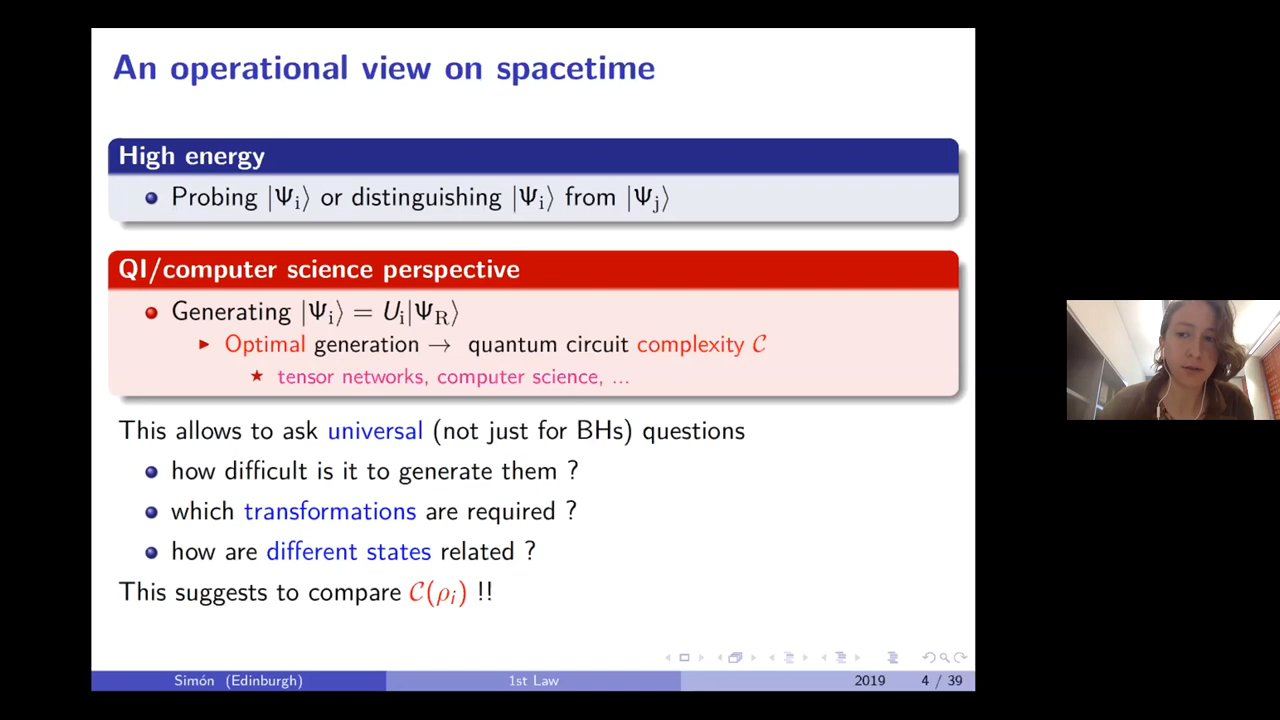 An operational view on spacetime
High energy
Probing |Ψi⟩ or distinguishing |Ψi⟩ from |Ψj⟩
QI/computer science perspective
Generating |Ψi⟩ = Ui|ΨR⟩
Optimal generation → quantum circuit complexity 𝒞
tensor networks, computer science, ...
This allows to ask universal (not just for BHs) questions
how difficult is it to generate them ?
which transformations are required ?
how are different states related ?
This suggests to compare 𝒞(ρi) !!
Simón (Edinburgh) 1st Law 2019 4 / 39